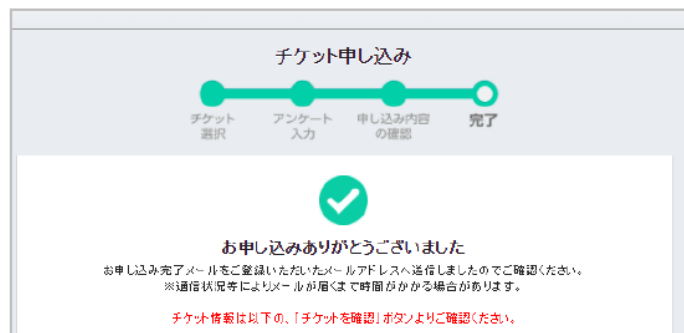 チケット申し込み
チケット
選択
アンケート
入力
申し込み内容
の確認
完了
お申し込みありがとうございました
お申し込み完了メールをご登録いただいたメールアドレスへ送信しましたのでご確認ください。
※通信状況等によりメールが届くまで時間がかかる場合があります。
チケット情報は以下の、「チケットを確認」ボタンよりご確認ください。